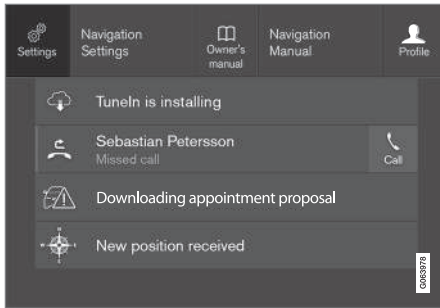 Settings
Navigation
Settings
Owner's
manual
Navigation
Manual
Profile
TuneIn is installing
Sebastian Petersson
Missed call
Call
Downloading appointment proposal
New position received
G063978